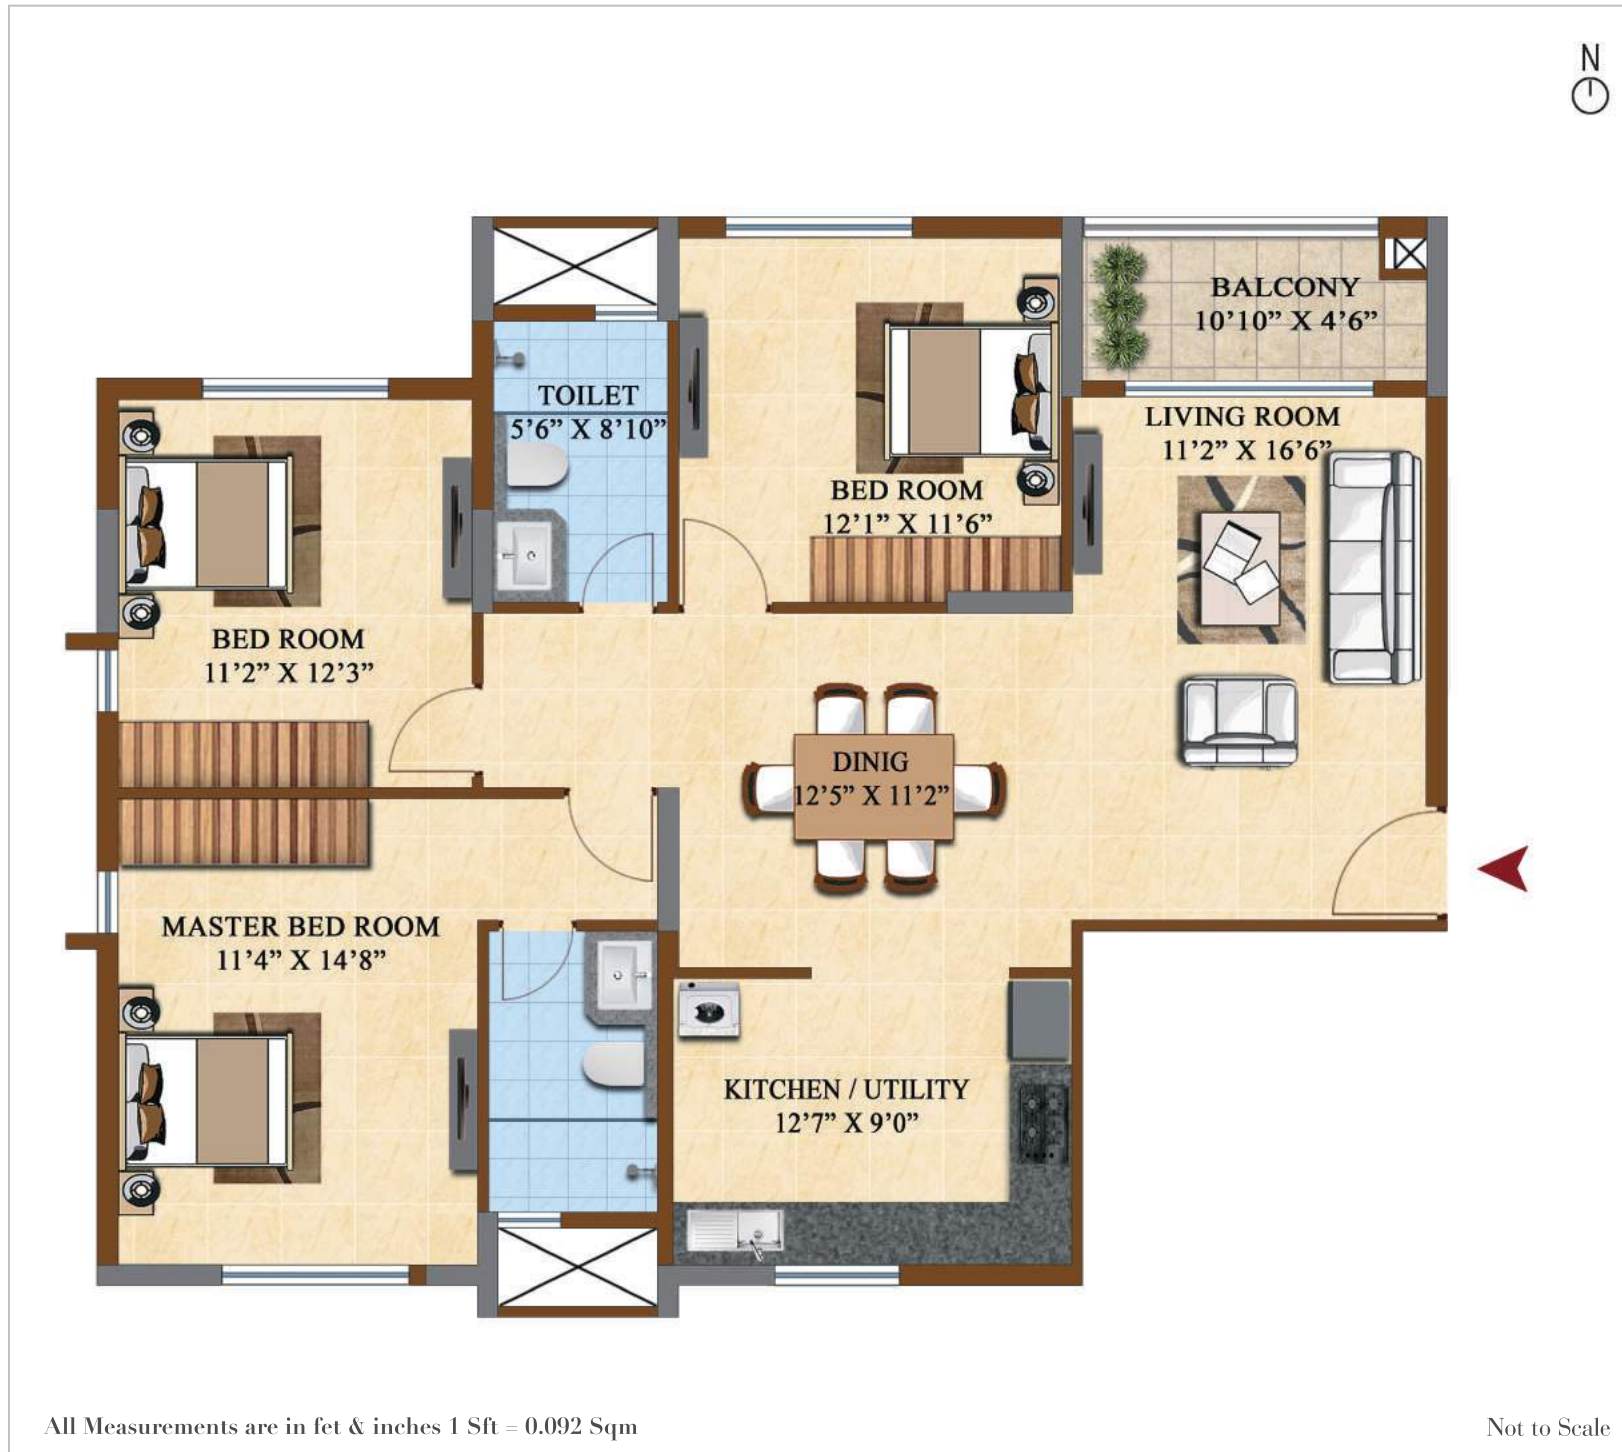 N
BALCONY
10’10” X 4’6”
TOILET
5’6” X 8’10”
LIVING ROOM
11’2” X 16’6”
BED ROOM
12’1” X 11’6”
BED ROOM
11’2” X 12’3”
DINIG
12’5” X 11’2”
MASTER BED ROOM
11’4” X 14’8”
KITCHEN / UTILITY
12’7” X 9’0”
All Measurements are in fet & inches 1 Sft = 0.092 Sqm
Not to Scale